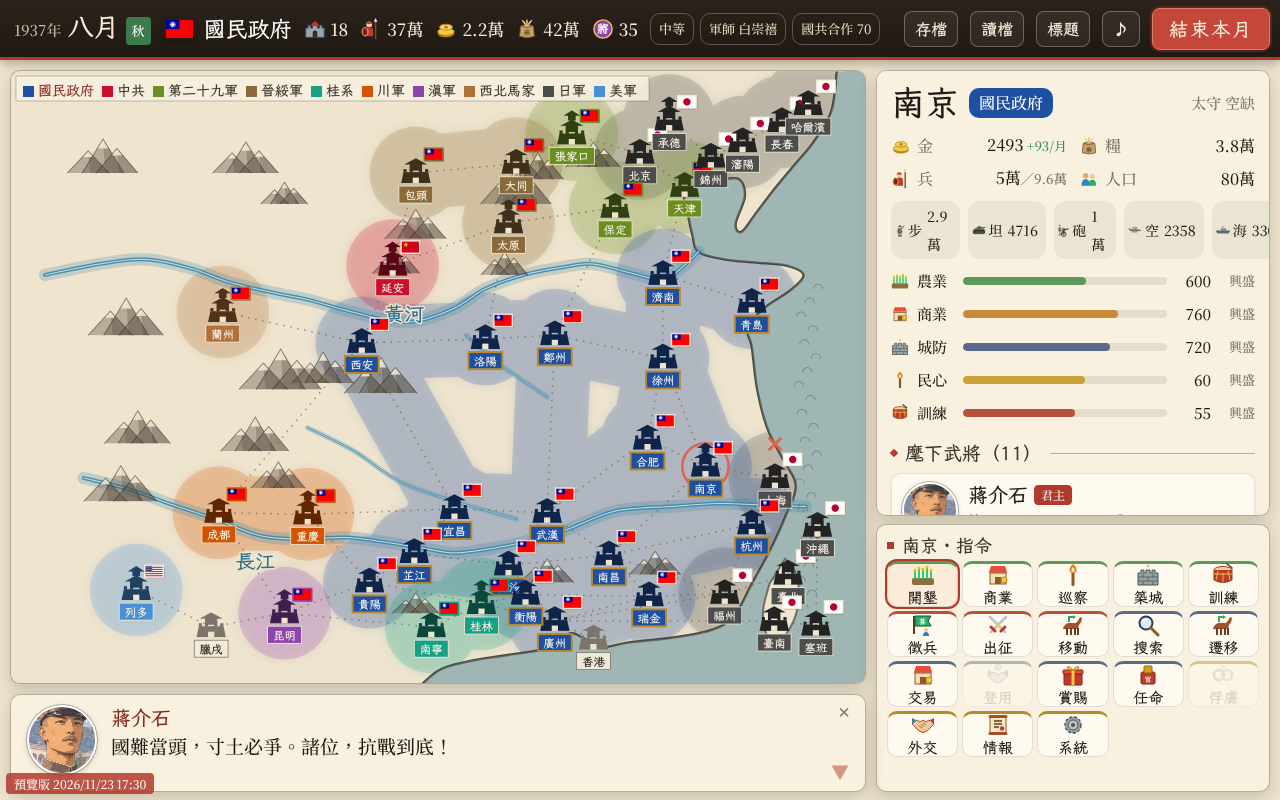 1937年 八月 秋 國民政府 18 37萬 2.2萬 42萬 將 35 中等 軍師 白崇禧 國共合作 70 存檔 讀檔 標題 ♪ 結束本月
國民政府 中共 第二十九軍 晉綏軍 桂系 川軍 滇軍 西北馬家 日軍 美軍
哈爾濱
長春
承德
瀋陽
張家口
北京
錦州
大同
包頭
天津
保定
太原
延安
濟南
黃河
青島
蘭州
西安
洛陽
鄭州
徐州
合肥
南京
成都
重慶
宜昌
武漢
杭州
沖繩
長江
芷江
南昌
貴陽
列多
昆明
桂林
衡陽
瑞金
福州
臘戌
南寧
廣州
香港
臺南
塞班
南京 國民政府 太守 空缺
金 2493 +93/月 糧 3.8萬
兵 5萬/9.6萬 人口 80萬
步 2.9萬 坦 4716 砲 1萬 空 2358 海
農業 600 興盛
商業 760 興盛
城防 720 興盛
民心 60 興盛
訓練 55 興盛
麾下武將（11）
蔣介石 君主
南京・指令
開墾 商業 巡察 築城 訓練
徵兵 出征 移動 搜索 遷移
交易 登用 賞賜 任命 俘虜
外交 情報 系統
蔣介石 ×
國難當頭，寸土必爭。諸位，抗戰到底！
預覽版 2026/11/23 17:30